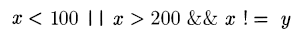 x < 100 || x > 200 && x != y